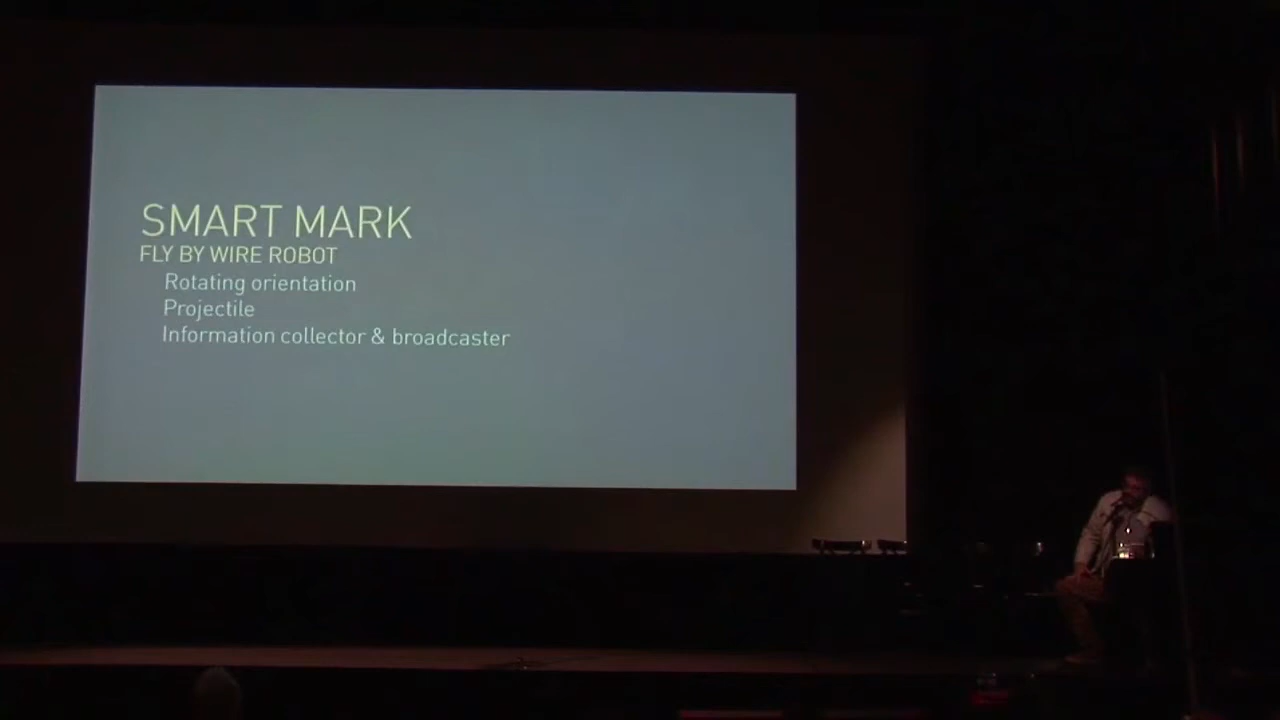 SMART MARK
FLY BY WIRE ROBOT
Rotating orientation
Projectile
Information collector & broadcaster